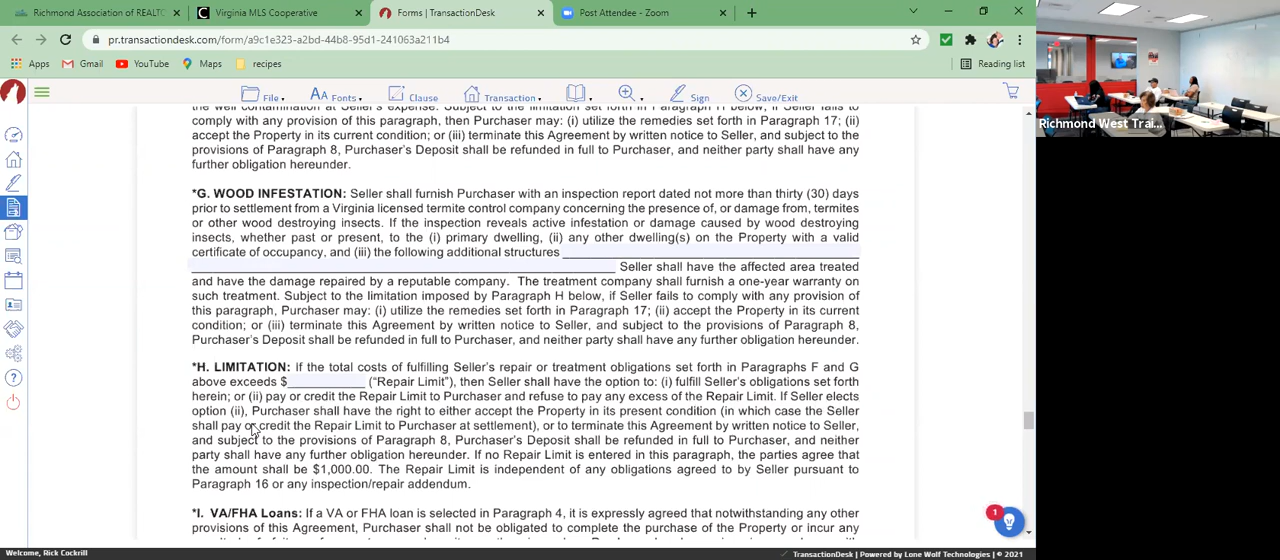 Richmond Association of REALTO
Virginia MLS Cooperative
Forms | TransactionDesk
Post Attendee - Zoom
pr.transactiondesk.com/form/a9c1e323-a2bd-44b8-95d1-241063a211b4
Apps Gmail YouTube Maps recipes Reading list
File Fonts Clause Transaction Sign Save/Exit
the well contamination at Seller's expense. Subject to the limitation set forth in Paragraph H below, if Seller fails to
comply with any provision of this paragraph, then Purchaser may: (i) utilize the remedies set forth in Paragraph 17; (ii)
accept the Property in its current condition; or (iii) terminate this Agreement by written notice to Seller, and subject to the
provisions of Paragraph 8, Purchaser's Deposit shall be refunded in full to Purchaser, and neither party shall have any
further obligation hereunder.
*G. WOOD INFESTATION: Seller shall furnish Purchaser with an inspection report dated not more than thirty (30) days
prior to settlement from a Virginia licensed termite control company concerning the presence of, or damage from, termites
or other wood destroying insects. If the inspection reveals active infestation or damage caused by wood destroying
insects, whether past or present, to the (i) primary dwelling, (ii) any other dwelling(s) on the Property with a valid
certificate of occupancy, and (iii) the following additional structures
Seller shall have the affected area treated
and have the damage repaired by a reputable company. The treatment company shall furnish a one-year warranty on
such treatment. Subject to the limitation imposed by Paragraph H below, if Seller fails to comply with any provision of
this paragraph, Purchaser may: (i) utilize the remedies set forth in Paragraph 17; (ii) accept the Property in its current
condition; or (iii) terminate this Agreement by written notice to Seller, and subject to the provisions of Paragraph 8,
Purchaser's Deposit shall be refunded in full to Purchaser, and neither party shall have any further obligation hereunder.
*H. LIMITATION: If the total costs of fulfilling Seller's repair or treatment obligations set forth in Paragraphs F and G
above exceeds $____________ ("Repair Limit"), then Seller shall have the option to: (i) fulfill Seller's obligations set forth
herein; or (ii) pay or credit the Repair Limit to Purchaser and refuse to pay any excess of the Repair Limit. If Seller elects
option (ii), Purchaser shall have the right to either accept the Property in its present condition (in which case the Seller
shall pay or credit the Repair Limit to Purchaser at settlement), or to terminate this Agreement by written notice to Seller,
and subject to the provisions of Paragraph 8, Purchaser's Deposit shall be refunded in full to Purchaser, and neither
party shall have any further obligation hereunder. If no Repair Limit is entered in this paragraph, the parties agree that
the amount shall be $1,000.00. The Repair Limit is independent of any obligations agreed to by Seller pursuant to
Paragraph 16 or any inspection/repair addendum.
*I. VA/FHA Loans: If a VA or FHA loan is selected in Paragraph 4, it is expressly agreed that notwithstanding any other
provisions of this Agreement, Purchaser shall not be obligated to complete the purchase of the Property or incur any
1
Richmond West Trai...
Welcome, Rick Cockrill
TransactionDesk | Powered by Lone Wolf Technologies | © 2021